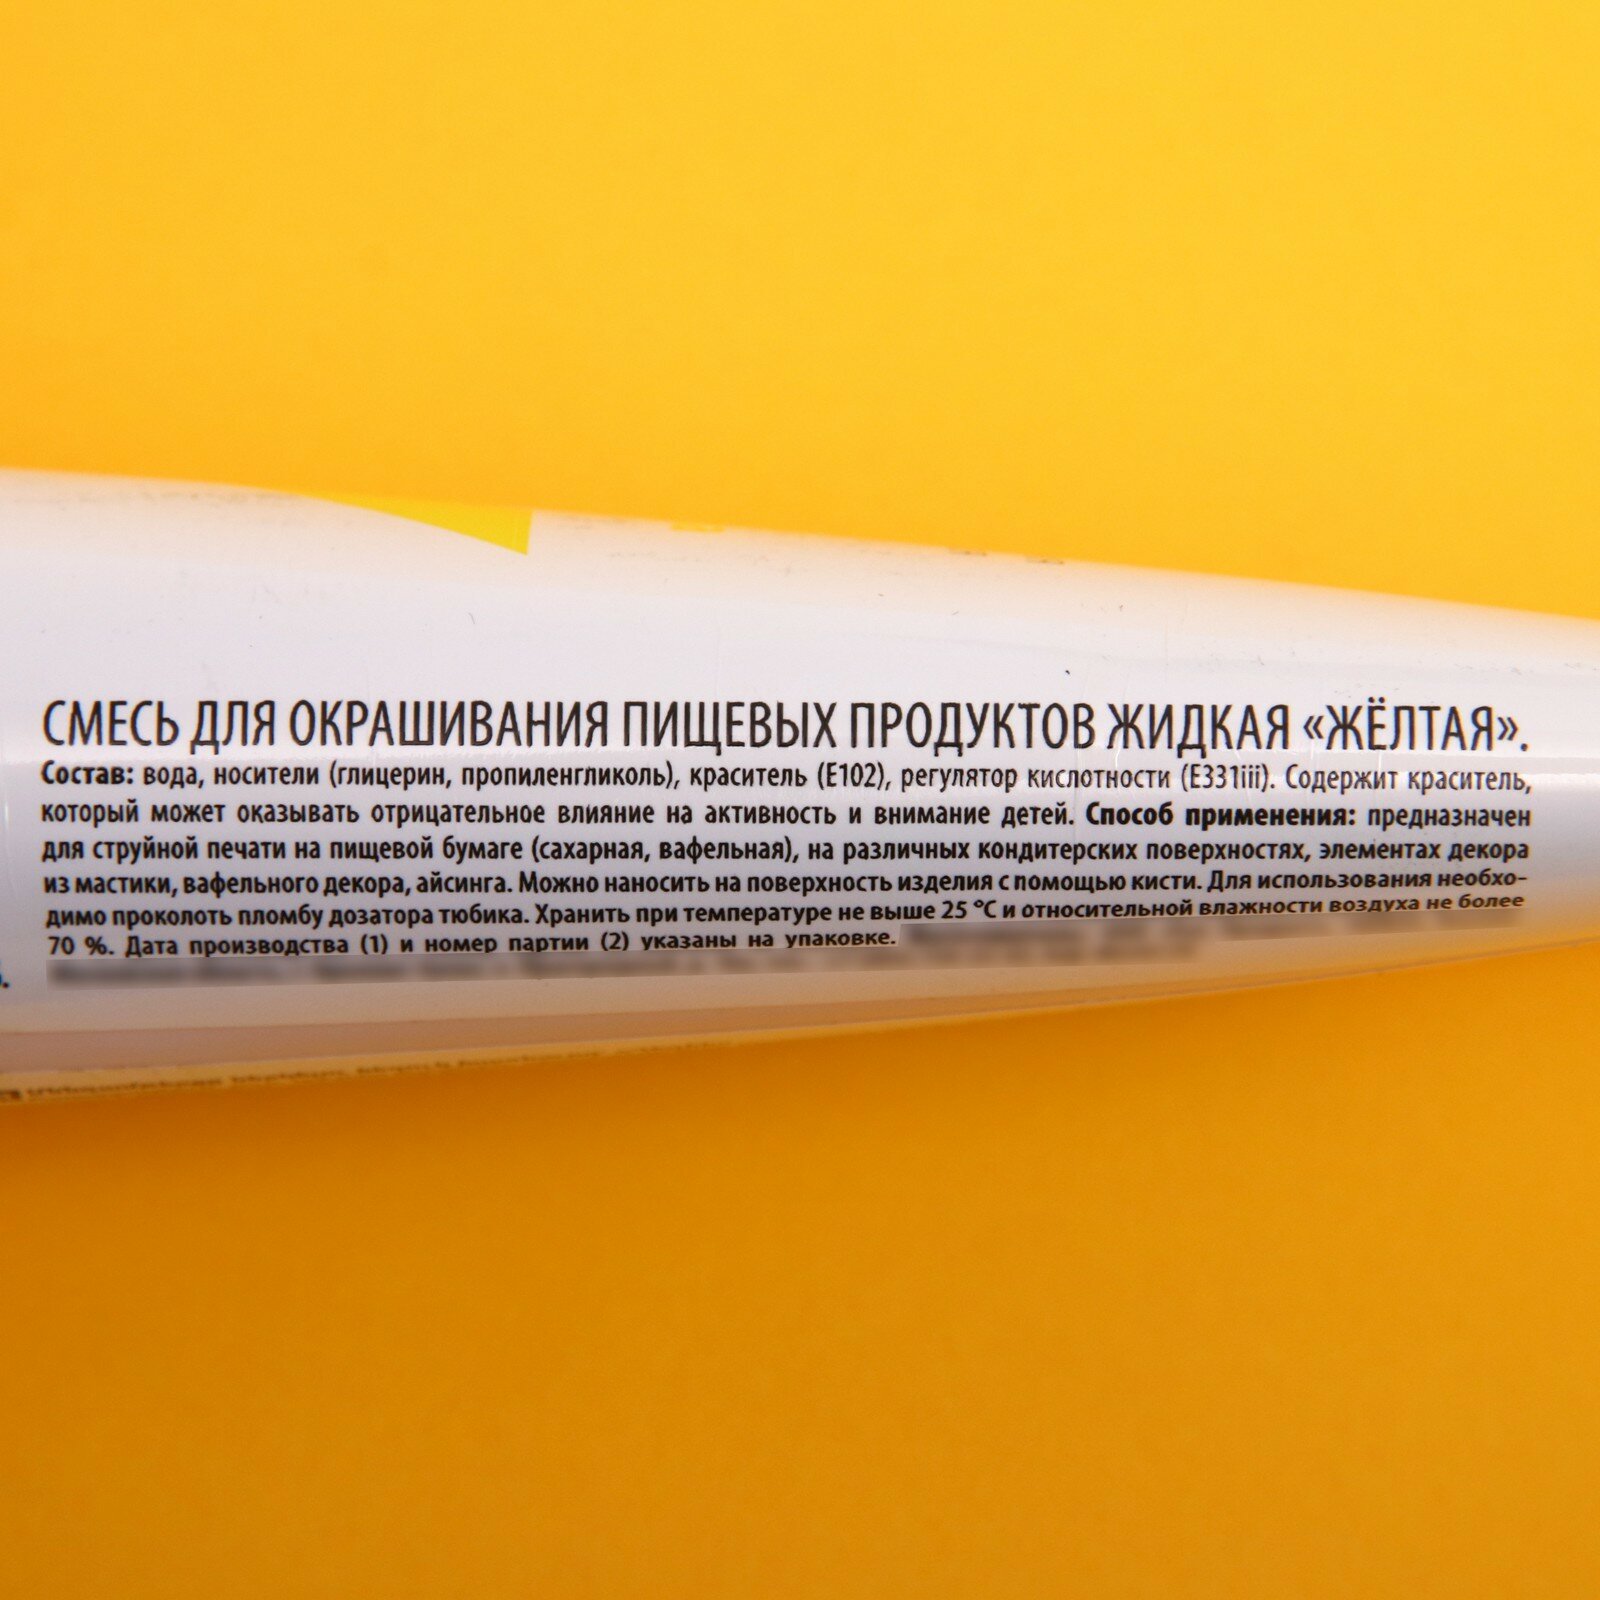 СМЕСЬ ДЛЯ ОКРАШИВАНИЯ ПИЩЕВЫХ ПРОДУКТОВ ЖИДКАЯ «ЖЁЛТАЯ».
Состав: вода, носители (глицерин, пропиленгликоль), краситель (Е102), регулятор кислотности (Е331iii). Содержит краситель,
который может оказывать отрицательное влияние на активность и внимание детей. Способ применения: предназначен
для струйной печати на пищевой бумаге (сахарная, вафельная), на различных кондитерских поверхностях, элементах декора
из мастики, вафельного декора, айсинга. Можно наносить на поверхность изделия с помощью кисти. Для использования необхо-
димо проколоть пломбу дозатора тюбика. Хранить при температуре не выше 25 °С и относительной влажности воздуха не более
70 %. Дата производства (1) и номер партии (2) указаны на упаковке.